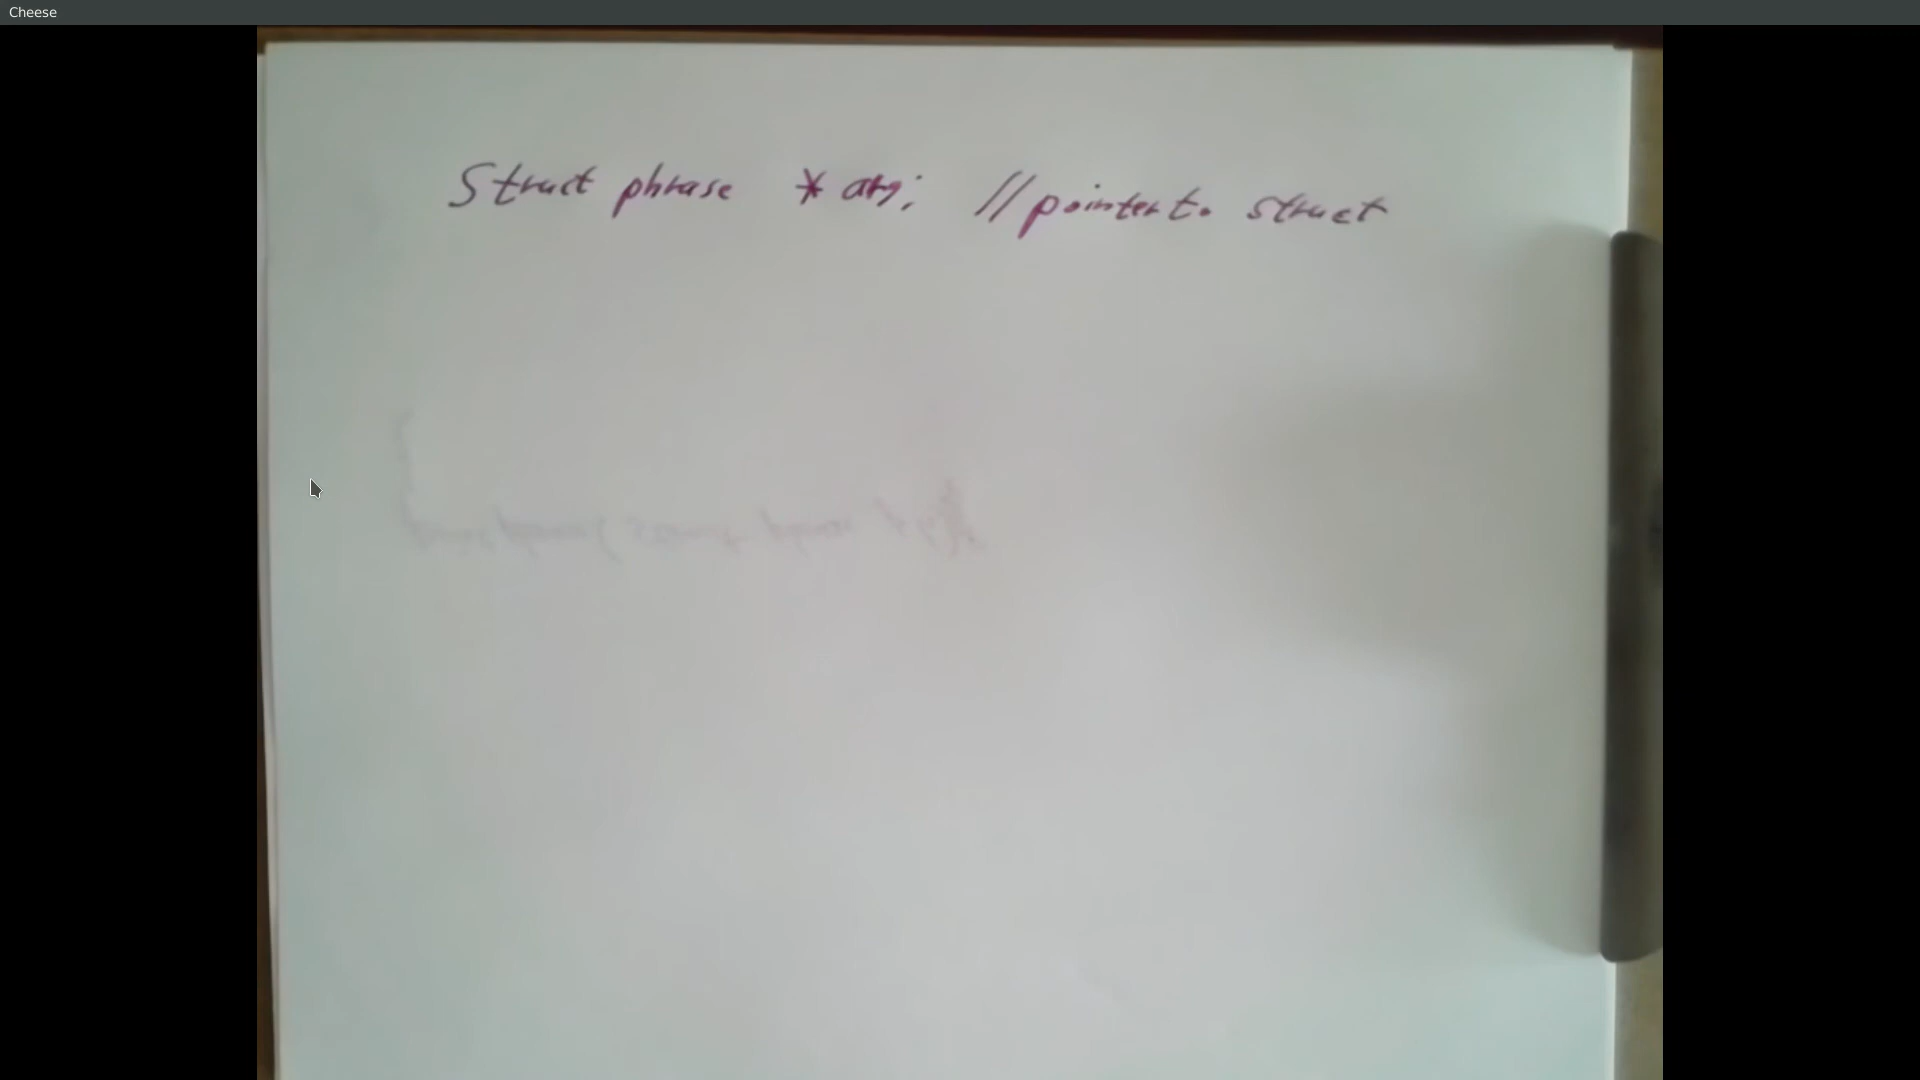 Cheese
Struct phrase * arg; // pointer to struct